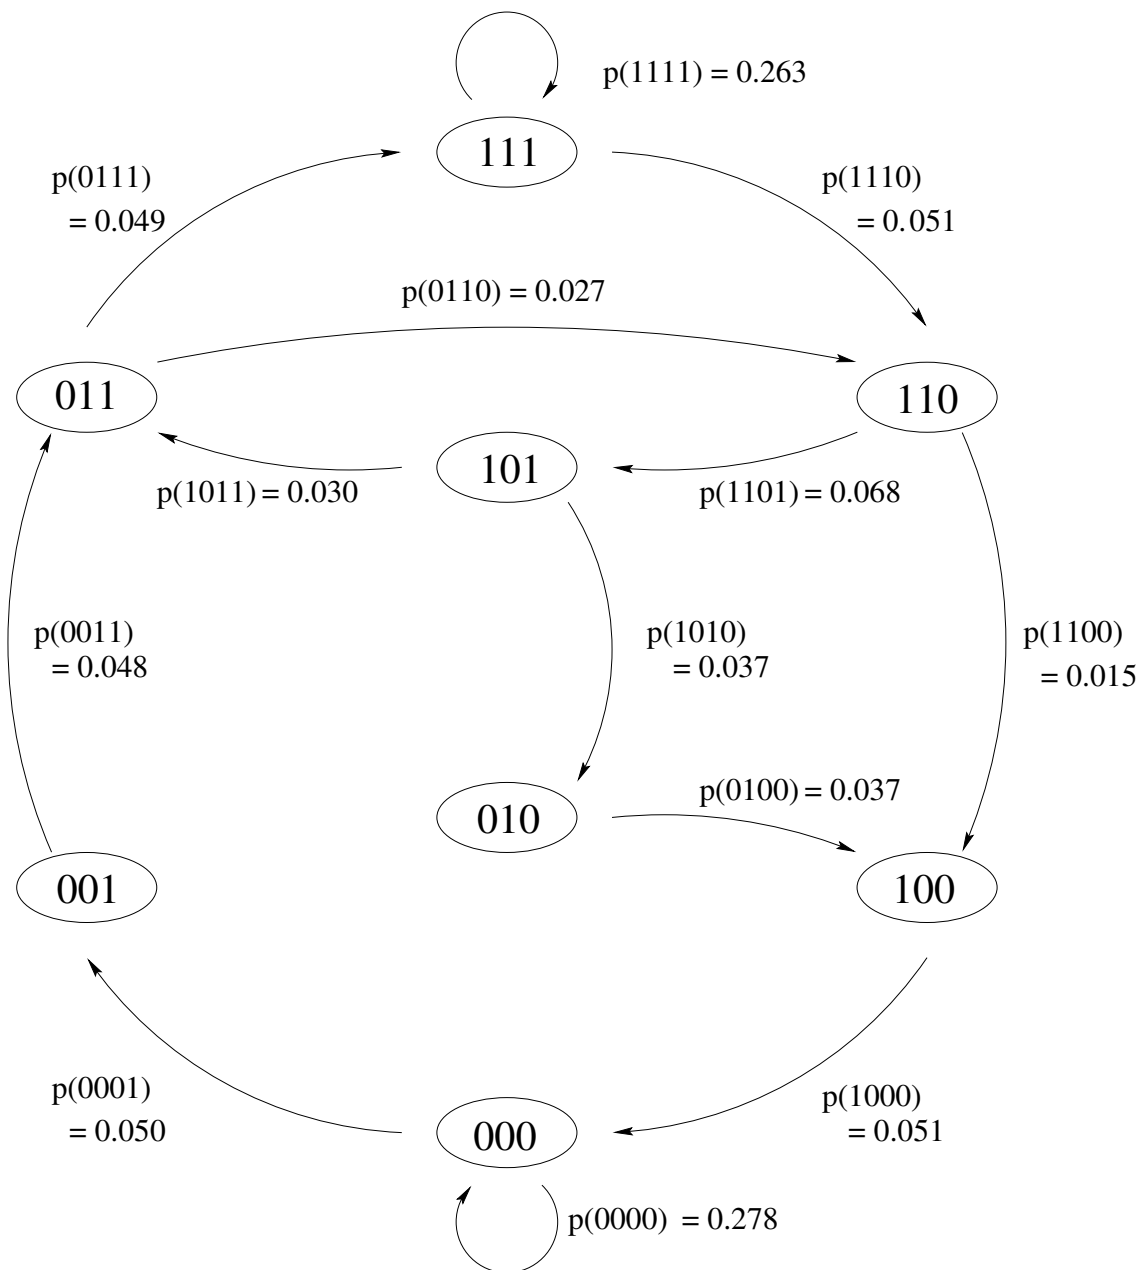 p(1111) = 0.263
111
p(0111)
= 0.049
p(1110)
= 0.051
p(0110) = 0.027
011
110
101
p(1011) = 0.030
p(1101) = 0.068
p(0011)
= 0.048
p(1010)
= 0.037
p(1100)
= 0.015
p(0100) = 0.037
010
001
100
p(0001)
= 0.050
p(1000)
= 0.051
000
p(0000) = 0.278